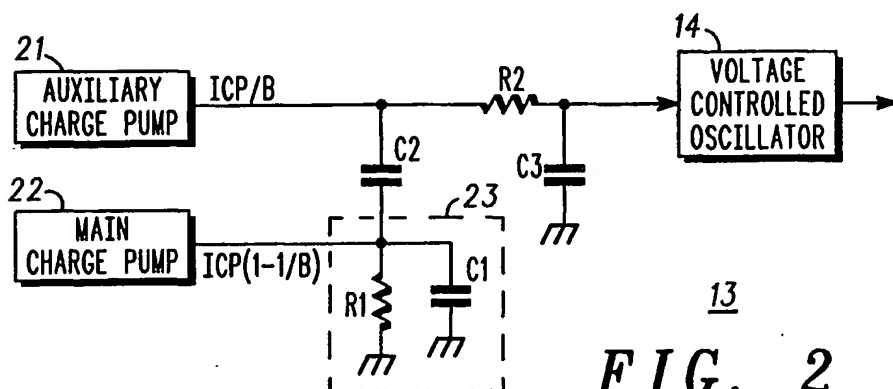 21
AUXILIARY
CHARGE PUMP
ICP/B
R2
14
VOLTAGE
CONTROLLED
OSCILLATOR
C2
C3
22
MAIN
CHARGE PUMP
ICP(1-1/B)
23
R1
C1
13
FIG. 2